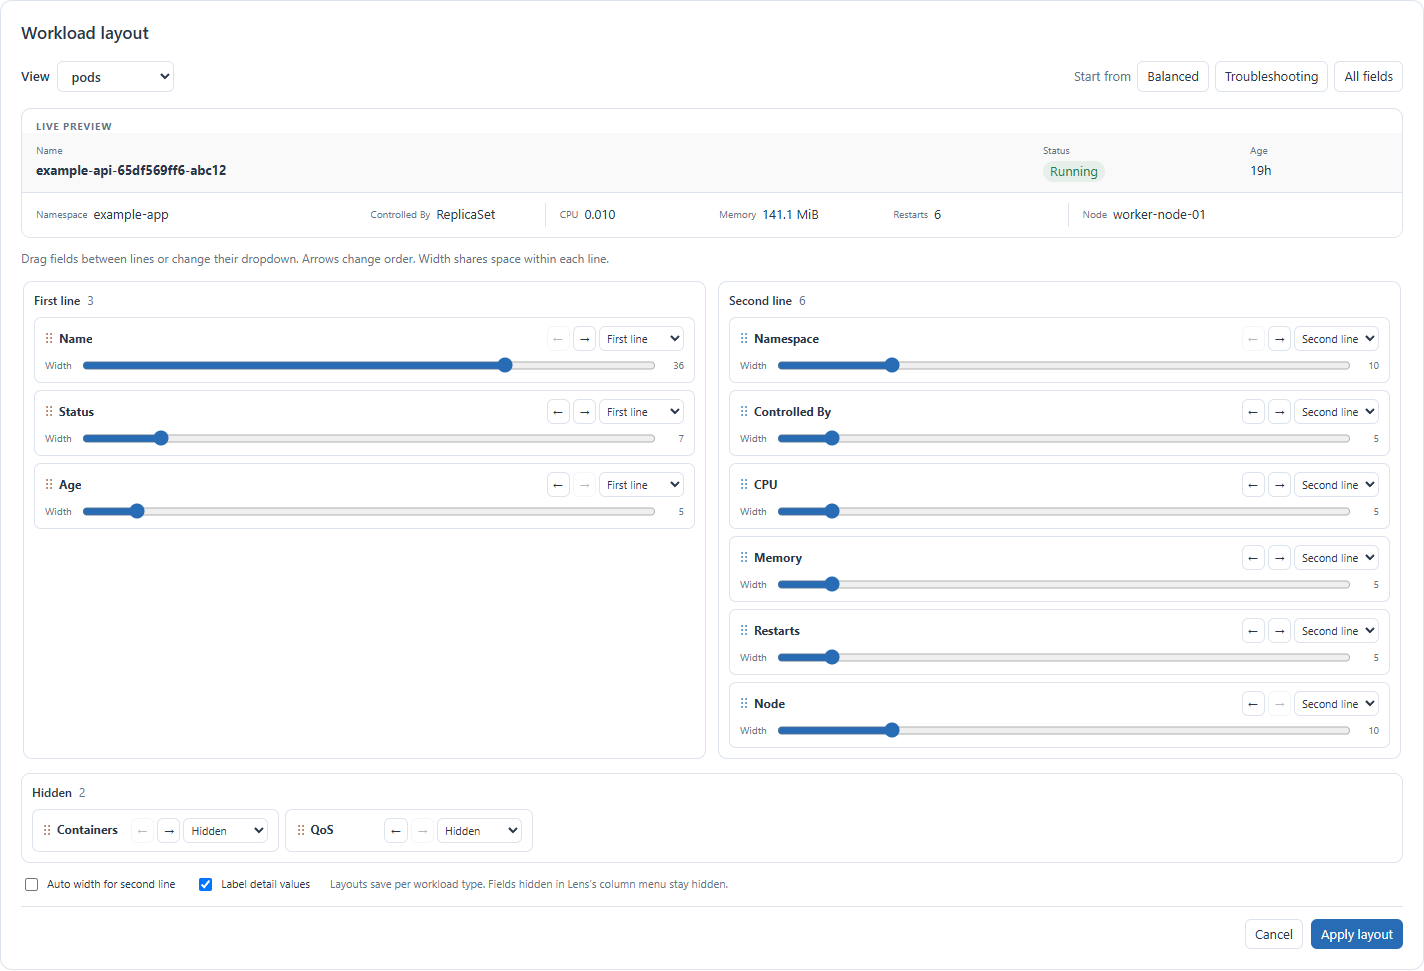 Workload layout
View pods Start from Balanced Troubleshooting All fields
LIVE PREVIEW
Name Status Age
example-api-65df569ff6-abc12 Running 19h
Namespace example-app Controlled By ReplicaSet CPU 0.010 Memory 141.1 MiB Restarts 6 Node worker-node-01
Drag fields between lines or change their dropdown. Arrows change order. Width shares space within each line.
First line 3
Name ← → First line
Width 36
Status ← → First line
Width 7
Age ← → First line
Width 5
Second line 6
Namespace ← → Second line
Width 10
Controlled By ← → Second line
Width 5
CPU ← → Second line
Width 5
Memory ← → Second line
Width 5
Restarts ← → Second line
Width 5
Node ← → Second line
Width 10
Hidden 2
Containers ← → Hidden QoS ← → Hidden
Auto width for second line Label detail values Layouts save per workload type. Fields hidden in Lens's column menu stay hidden.
Cancel Apply layout